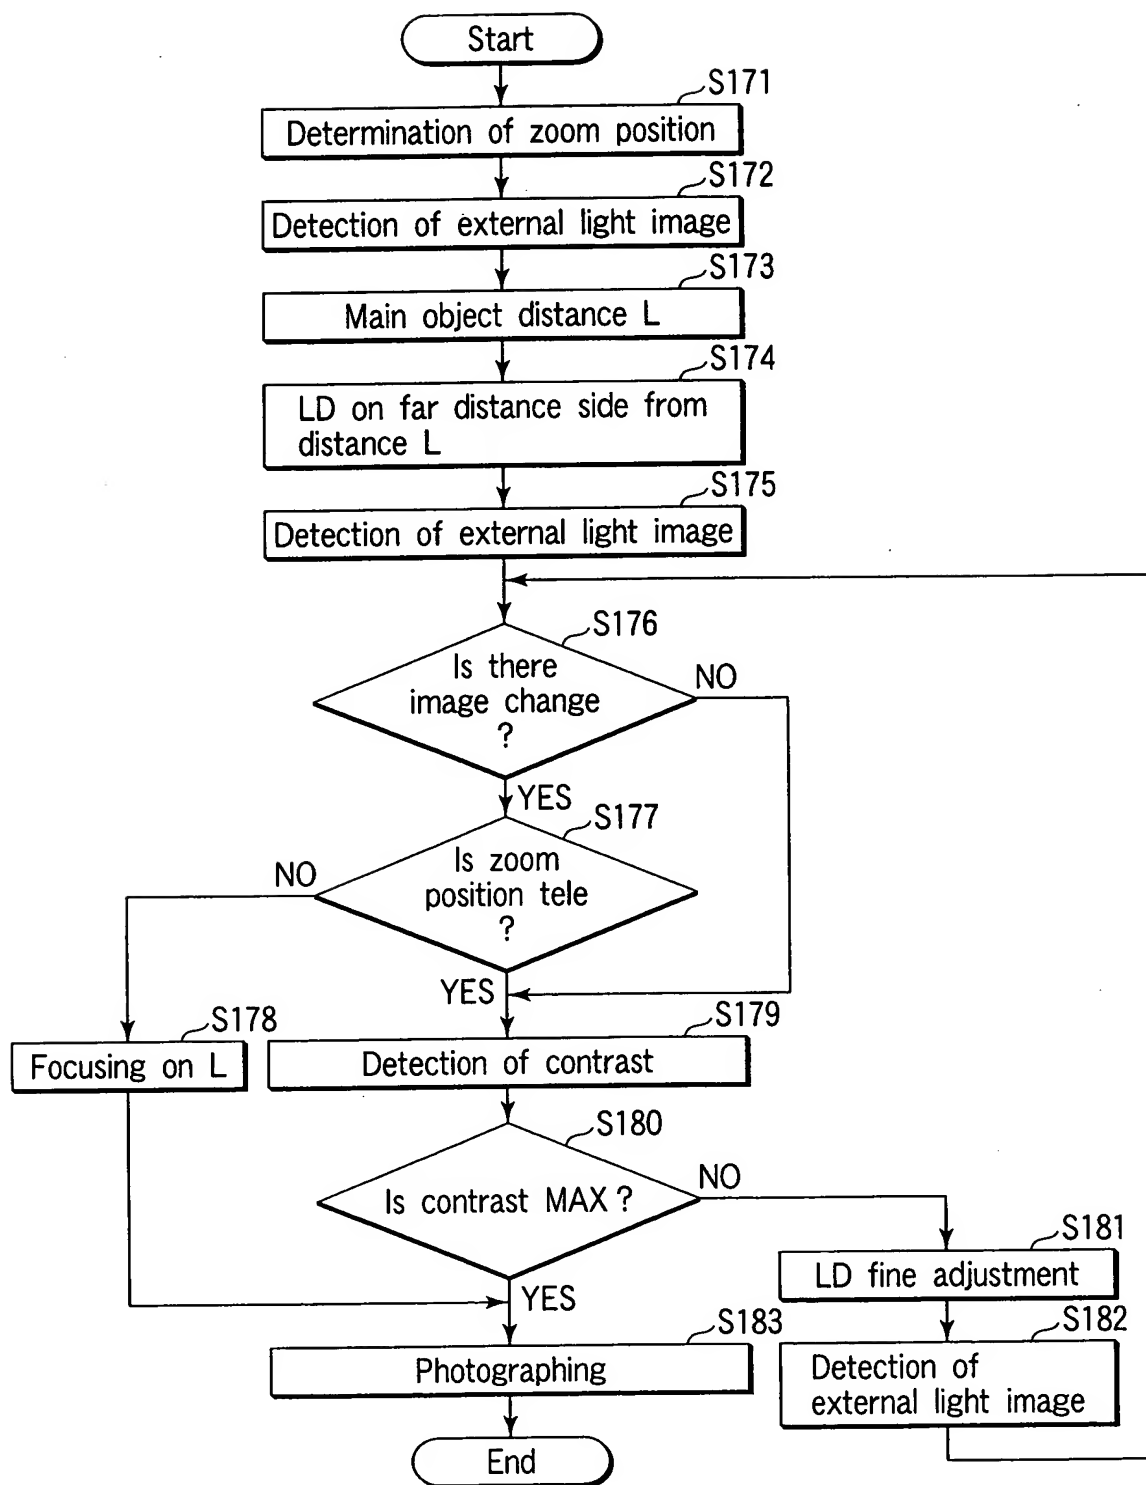 Start
S171
Determination of zoom position
S172
Detection of external light image
S173
Main object distance L
S174
LD on far distance side from
distance L
S175
Detection of external light image
S176
Is there
image change
?
NO
YES
S177
Is zoom
position tele
?
NO
YES
S178
Focusing on L
S179
Detection of contrast
S180
Is contrast MAX ?
NO
YES
S181
LD fine adjustment
S182
Detection of
external light image
S183
Photographing
End